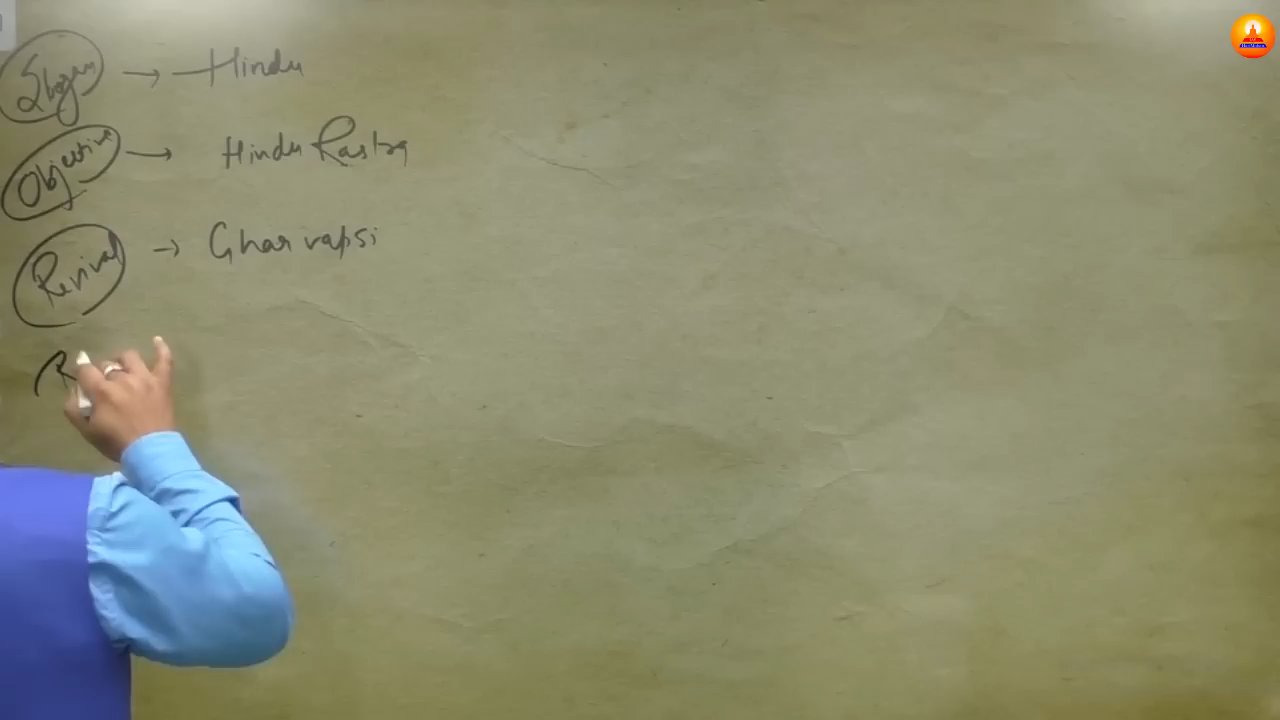 Slogan → Hindu
Objective → Hindu Rastra
Revival → Gharvapsi
R